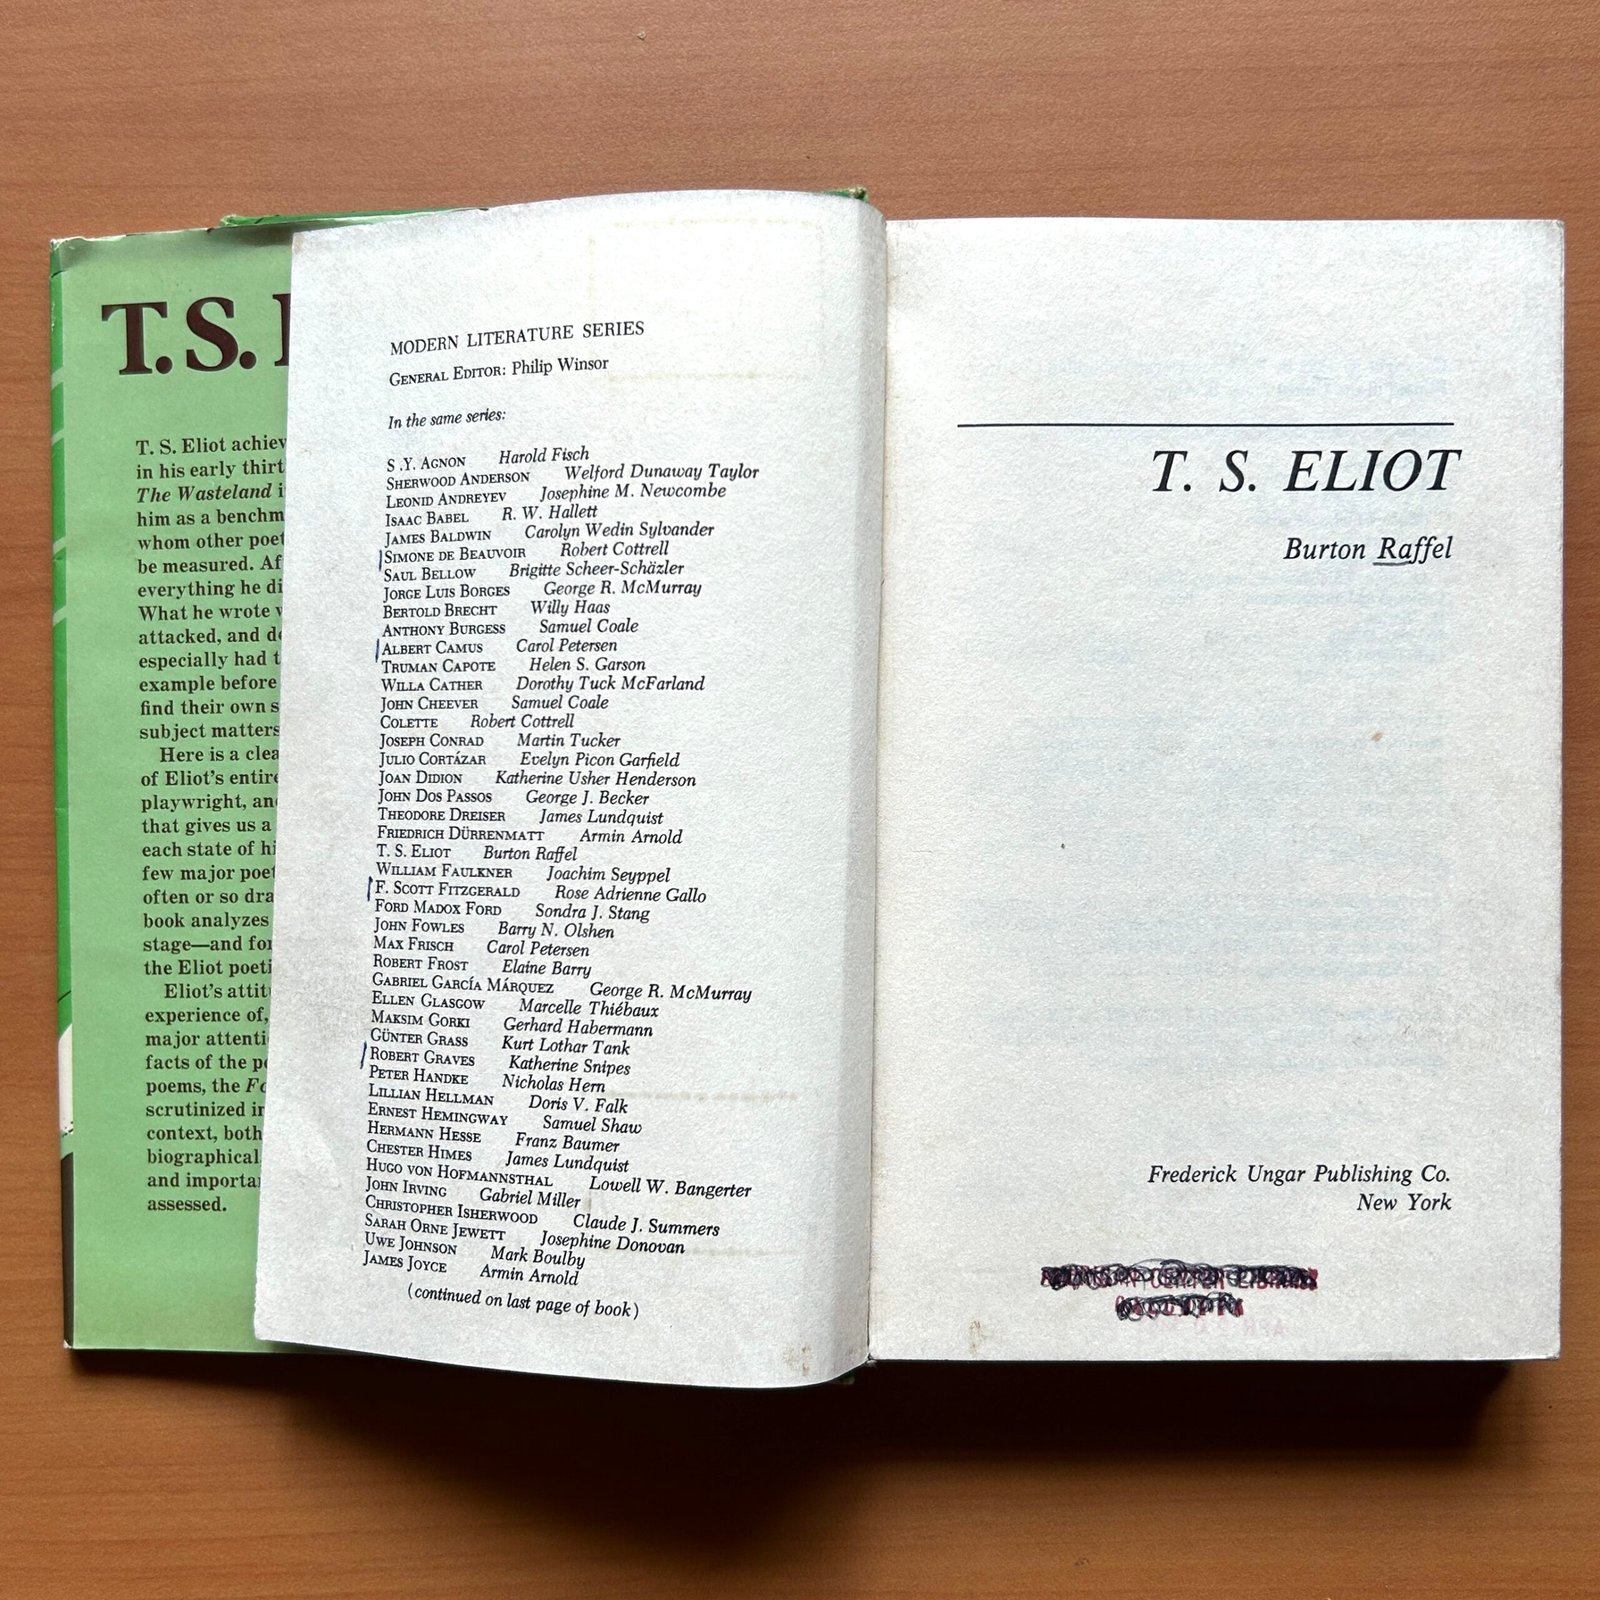 T. S.
T. S. Eliot achiev
in his early thirt
The Wasteland i
him as a benchm
whom other poet
be measured. Af
everything he di
What he wrote w
attacked, and de
especially had t
example before
find their own s
subject matters
Here is a clea
of Eliot's entire
playwright, and
that gives us a
each state of hi
few major poet
often or so dra
book analyzes
stage—and for
the Eliot poeti
Eliot's attit
experience of,
major attenti
facts of the po
poems, the Fo
scrutinized in
context, both
biographical
and importa
assessed.
MODERN LITERATURE SERIES
GENERAL EDITOR: Philip Winsor
In the same series:
S .Y. AGNON Harold Fisch
SHERWOOD ANDERSON Welford Dunaway Taylor
LEONID ANDREYEV Josephine M. Newcombe
ISAAC BABEL R. W. Hallett
JAMES BALDWIN Carolyn Wedin Sylvander
SIMONE DE BEAUVOIR Robert Cottrell
SAUL BELLOW Brigitte Scheer-Schäzler
JORGE LUIS BORGES George R. McMurray
BERTOLD BRECHT Willy Haas
ANTHONY BURGESS Samuel Coale
ALBERT CAMUS Carol Petersen
TRUMAN CAPOTE Helen S. Garson
WILLA CATHER Dorothy Tuck McFarland
JOHN CHEEVER Samuel Coale
COLETTE Robert Cottrell
JOSEPH CONRAD Martin Tucker
JULIO CORTÁZAR Evelyn Picon Garfield
JOAN DIDION Katherine Usher Henderson
JOHN DOS PASSOS George J. Becker
THEODORE DREISER James Lundquist
FRIEDRICH DÜRRENMATT Armin Arnold
T. S. ELIOT Burton Raffel
WILLIAM FAULKNER Joachim Seyppel
F. SCOTT FITZGERALD Rose Adrienne Gallo
FORD MADOX FORD Sondra J. Stang
JOHN FOWLES Barry N. Olshen
MAX FRISCH Carol Petersen
ROBERT FROST Elaine Barry
GABRIEL GARCÍA MÁRQUEZ George R. McMurray
ELLEN GLASGOW Marcelle Thiébaux
MAKSIM GORKI Gerhard Habermann
GÜNTER GRASS Kurt Lothar Tank
ROBERT GRAVES Katherine Snipes
PETER HANDKE Nicholas Hern
LILLIAN HELLMAN Doris V. Falk
ERNEST HEMINGWAY Samuel Shaw
HERMANN HESSE Franz Baumer
CHESTER HIMES James Lundquist
HUGO VON HOFMANNSTHAL Lowell W. Bangerter
JOHN IRVING Gabriel Miller
CHRISTOPHER ISHERWOOD Claude J. Summers
SARAH ORNE JEWETT Josephine Donovan
UWE JOHNSON Mark Boulby
JAMES JOYCE Armin Arnold
(continued on last page of book)
T. S. ELIOT
Burton Raffel
Frederick Ungar Publishing Co.
New York